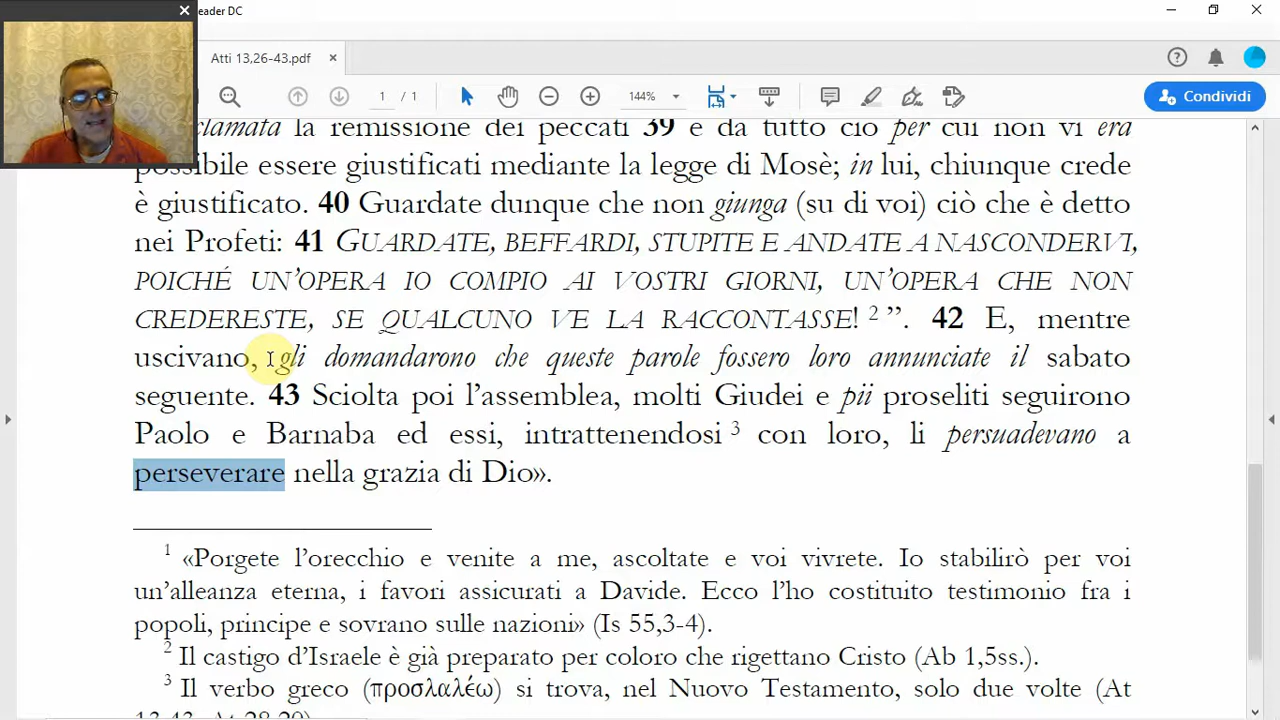 eader DC
Atti 13,26-43.pdf
1 / 1
144%
Condividi
clamata la remissione dei peccati 39 e da tutto ciò per cui non vi era
possibile essere giustificati mediante la legge di Mosè; in lui, chiunque crede
è giustificato. 40 Guardate dunque che non giunga (su di voi) ciò che è detto
nei Profeti: 41 GUARDATE, BEFFARDI, STUPITE E ANDATE A NASCONDERVI,
POICHÉ UN'OPERA IO COMPIO AI VOSTRI GIORNI, UN'OPERA CHE NON
CREDERESTE, SE QUALCUNO VE LA RACCONTASSE! 2 ”. 42 E, mentre
uscivano, gli domandarono che queste parole fossero loro annunciate il sabato
seguente. 43 Sciolta poi l'assemblea, molti Giudei e pii proseliti seguirono
Paolo e Barnaba ed essi, intrattenendosi 3 con loro, li persuadevano a
perseverare nella grazia di Dio».
1 «Porgete l'orecchio e venite a me, ascoltate e voi vivrete. Io stabilirò per voi
un'alleanza eterna, i favori assicurati a Davide. Ecco l'ho costituito testimonio fra i
popoli, principe e sovrano sulle nazioni» (Is 55,3-4).
2 Il castigo d'Israele è già preparato per coloro che rigettano Cristo (Ab 1,5ss.).
3 Il verbo greco (προσλαλέω) si trova, nel Nuovo Testamento, solo due volte (At
13,43; At 28,20)